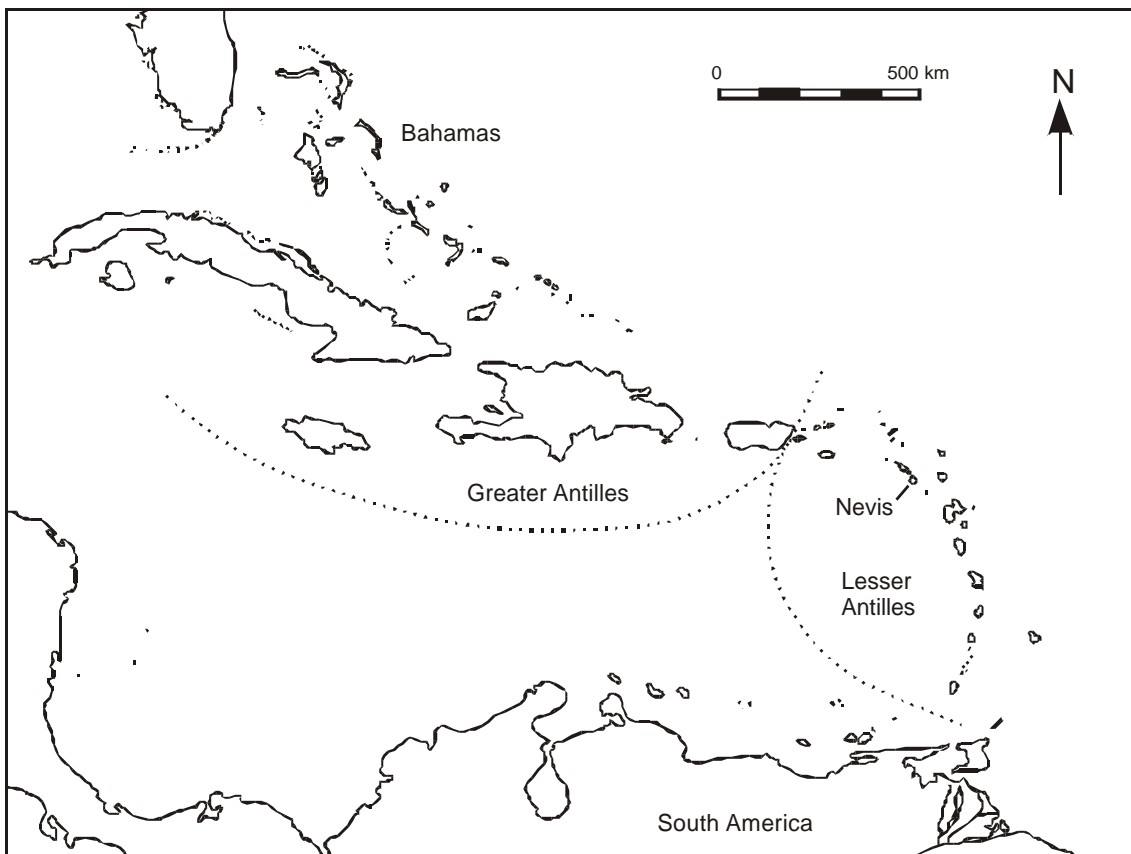 0 500 km
N
Bahamas
Greater Antilles
Nevis
Lesser
Antilles
South America